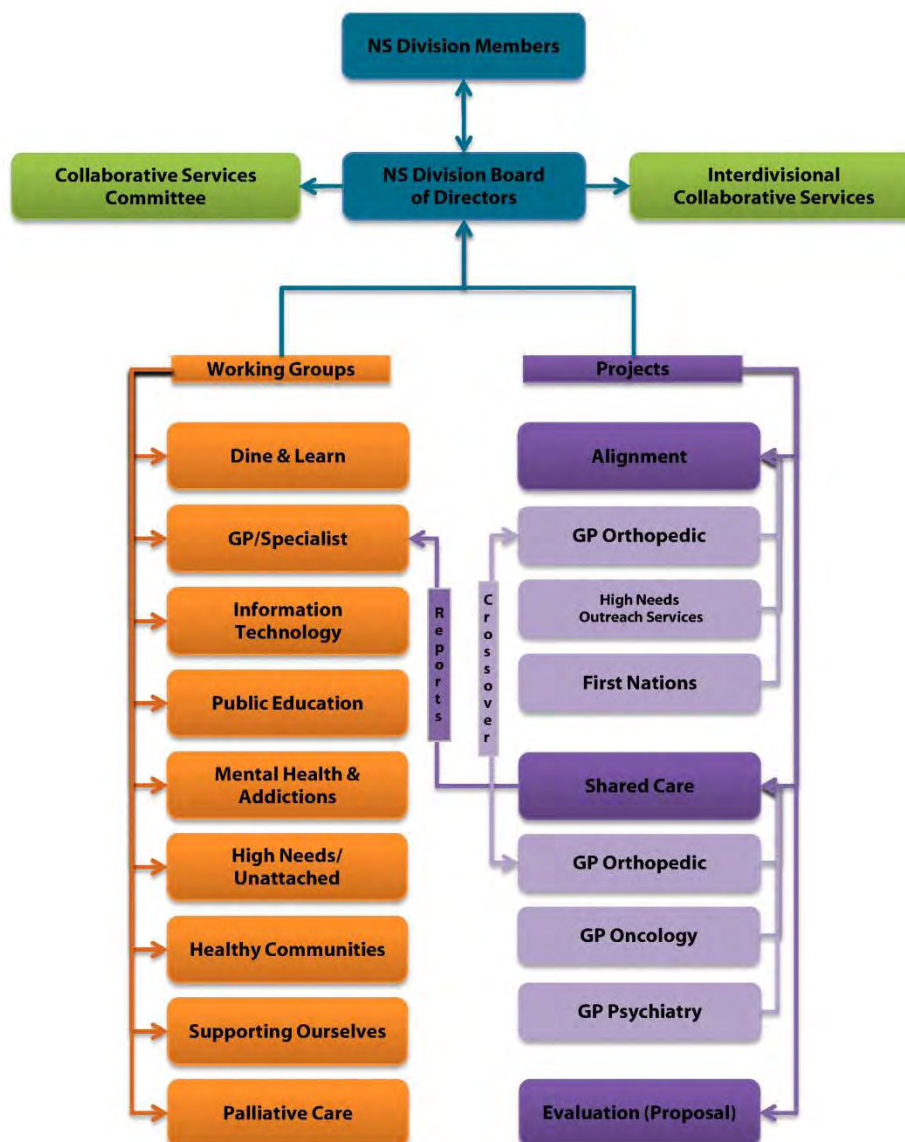 NS Division Members
Collaborative Services
Committee
NS Division Board
of Directors
Interdivisional
Collaborative Services
Working Groups
Dine & Learn
GP/Specialist
Information
Technology
Public Education
Mental Health &
Addictions
High Needs/
Unattached
Healthy Communities
Supporting Ourselves
Palliative Care
Reports
Crossover
Projects
Alignment
GP Orthopedic
High Needs
Outreach Services
First Nations
Shared Care
GP Orthopedic
GP Oncology
GP Psychiatry
Evaluation (Proposal)